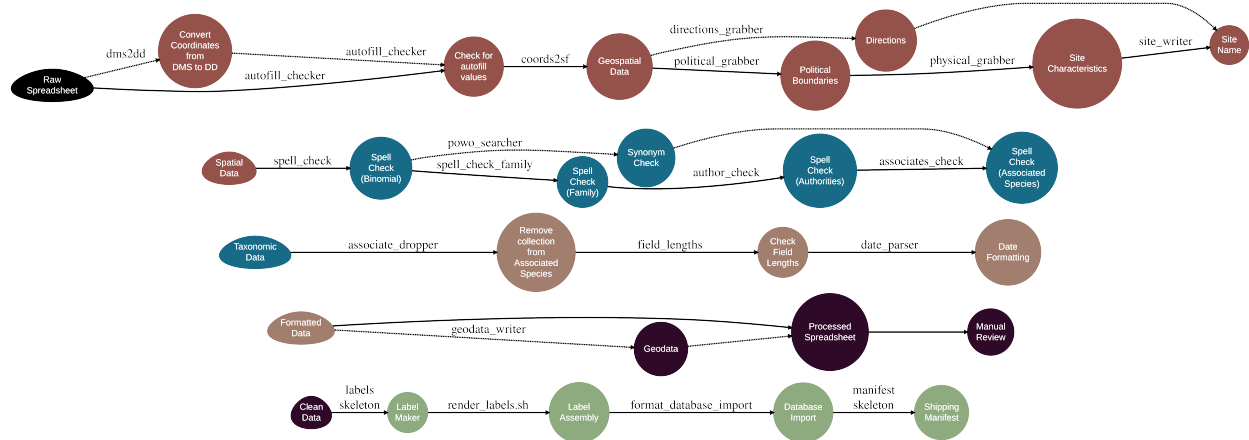 Raw
Spreadsheet
dms2dd
autofill_checker
Convert
Coordinates
from
DMS to DD
autofill_checker
Check for
autofill
values
coords2sf
Geospatial
Data
directions_grabber
political_grabber
Directions
Political
Boundaries
physical_grabber
Site
Characteristics
site_writer
Site
Name
Spatial
Data
spell_check
Spell
Check
(Binomial)
powo_searcher
spell_check_family
Synonym
Check
Spell
Check
(Family)
author_check
Spell
Check
(Authorities)
associates_check
Spell
Check
(Associated
Species)
Taxonomic
Data
associate_dropper
Remove
collection
from
Associated
Species
field_lengths
Check
Field
Lengths
date_parser
Date
Formatting
Formatted
Data
geodata_writer
Geodata
Processed
Spreadsheet
Manual
Review
Clean
Data
labels
skeleton
Label
Maker
render_labels.sh
Label
Assembly
format_database_import
Database
Import
manifest
skeleton
Shipping
Manifest